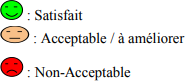 : Satisfait
: Acceptable / à améliorer
: Non-Acceptable